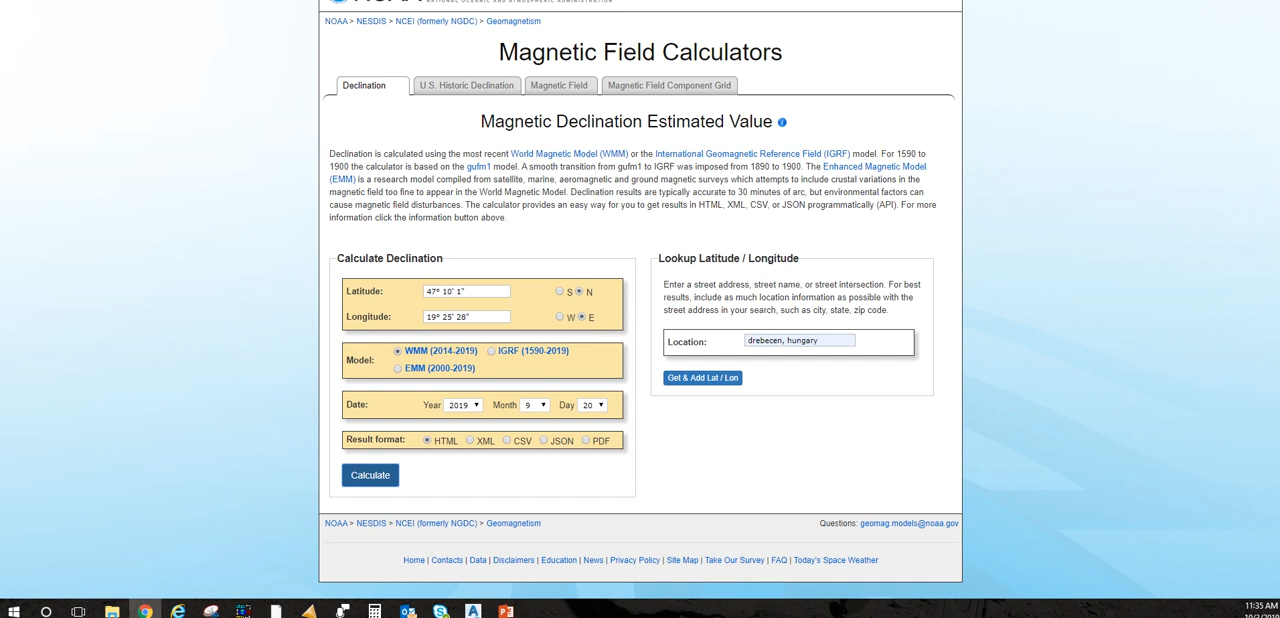 NATIONAL OCEANIC AND ATMOSPHERIC ADMINISTRATION
NOAA > NESDIS > NCEI (formerly NGDC) > Geomagnetism
Magnetic Field Calculators
Declination U.S. Historic Declination Magnetic Field Magnetic Field Component Grid
Magnetic Declination Estimated Value
Declination is calculated using the most recent World Magnetic Model (WMM) or the International Geomagnetic Reference Field (IGRF) model. For 1590 to
1900 the calculator is based on the gufm1 model. A smooth transition from gufm1 to IGRF was imposed from 1890 to 1900. The Enhanced Magnetic Model
(EMM) is a research model compiled from satellite, marine, aeromagnetic and ground magnetic surveys which attempts to include crustal variations in the
magnetic field too fine to appear in the World Magnetic Model. Declination results are typically accurate to 30 minutes of arc, but environmental factors can
cause magnetic field disturbances. The calculator provides an easy way for you to get results in HTML, XML, CSV, or JSON programmatically (API). For more
information click the information button above.
Calculate Declination
Latitude: 47° 10' 1" S N
Longitude: 19° 25' 28" W E
Model: WMM (2014-2019) IGRF (1590-2019)
EMM (2000-2019)
Date: Year 2019 Month 9 Day 20
Result format: HTML XML CSV JSON PDF
Calculate
Lookup Latitude / Longitude
Enter a street address, street name, or street intersection. For best
results, include as much location information as possible with the
street address in your search, such as city, state, zip code.
Location: drebecen, hungary
Get & Add Lat / Lon
NOAA > NESDIS > NCEI (formerly NGDC) > Geomagnetism
Questions: geomag.models@noaa.gov
Home | Contacts | Data | Disclaimers | Education | News | Privacy Policy | Site Map | Take Our Survey | FAQ | Today's Space Weather
11:35 AM